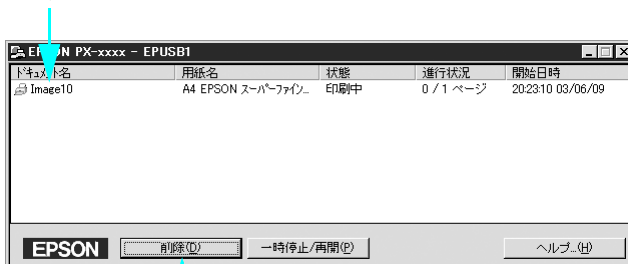 EPSON PX-xxxx - EPUSB1
ドキュメント名 用紙名 状態 進行状況 開始日時
Image10 A4 EPSON スーパーファイン... 印刷中 0 / 1 ページ 20:23:10 03/06/09
EPSON 削除(D) 一時停止/再開(P) ヘルプ...(H)